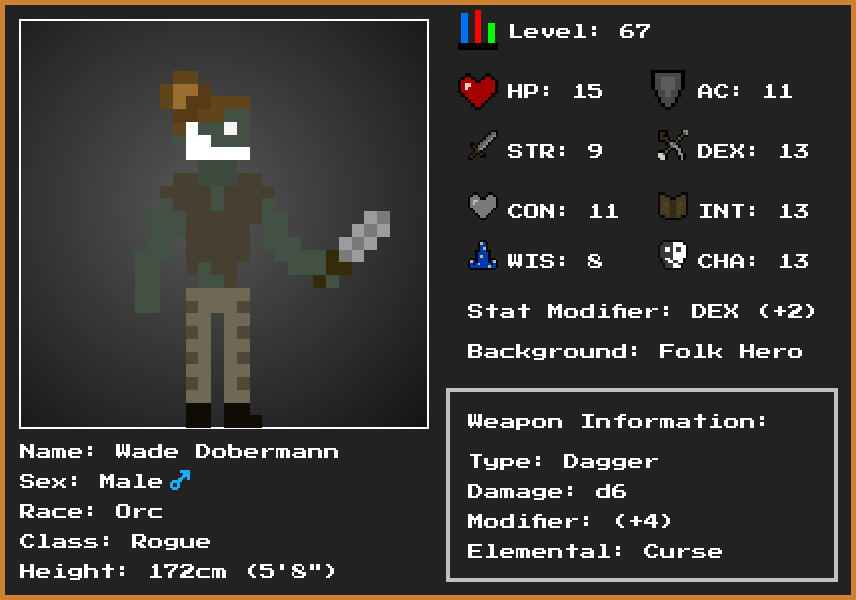 Level: 67
HP: 15 AC: 11
STR: 9 DEX: 13
CON: 11 INT: 13
WIS: 8 CHA: 13
Stat Modifier: DEX (+2)
Background: Folk Hero
Name: Wade Dobermann
Sex: Male ♂
Race: Orc
Class: Rogue
Height: 172cm (5'8")
Weapon Information:
Type: Dagger
Damage: d6
Modifier: (+4)
Elemental: Curse